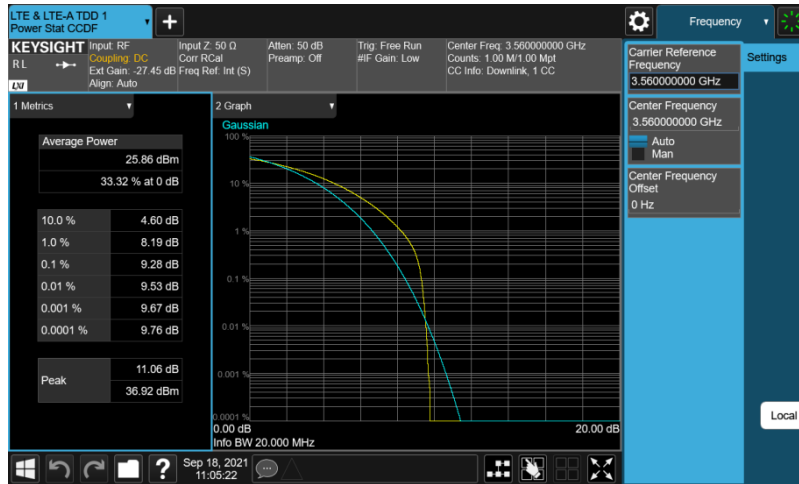 LTE & LTE-A TDD 1
Power Stat CCDF
Frequency
KEYSIGHT
RL
LXI
Input: RF
Coupling: DC
Ext Gain: -27.45 dB
Align: Auto
Input Z: 50 Ω
Corr RCal
Freq Ref: Int (S)
Atten: 50 dB
Preamp: Off
Trig: Free Run
#IF Gain: Low
Center Freq: 3.560000000 GHz
Counts: 1.00 M/1.00 Mpt
CC Info: Downlink, 1 CC
Carrier Reference
Frequency
3.560000000 GHz
Settings
Center Frequency
3.560000000 GHz
Auto
Man
Center Frequency
Offset
0 Hz
Local
1 Metrics
Average Power
25.86 dBm
33.32 % at 0 dB
10.0 % 4.60 dB
1.0 % 8.19 dB
0.1 % 9.28 dB
0.01 % 9.53 dB
0.001 % 9.67 dB
0.0001 % 9.76 dB
Peak
11.06 dB
36.92 dBm
2 Graph
Gaussian
100 %
10 %
1 %
0.1 %
0.01 %
0.001 %
0.0001 %
0.00 dB
20.00 dB
Info BW 20.000 MHz
?
Sep 18, 2021
11:05:22